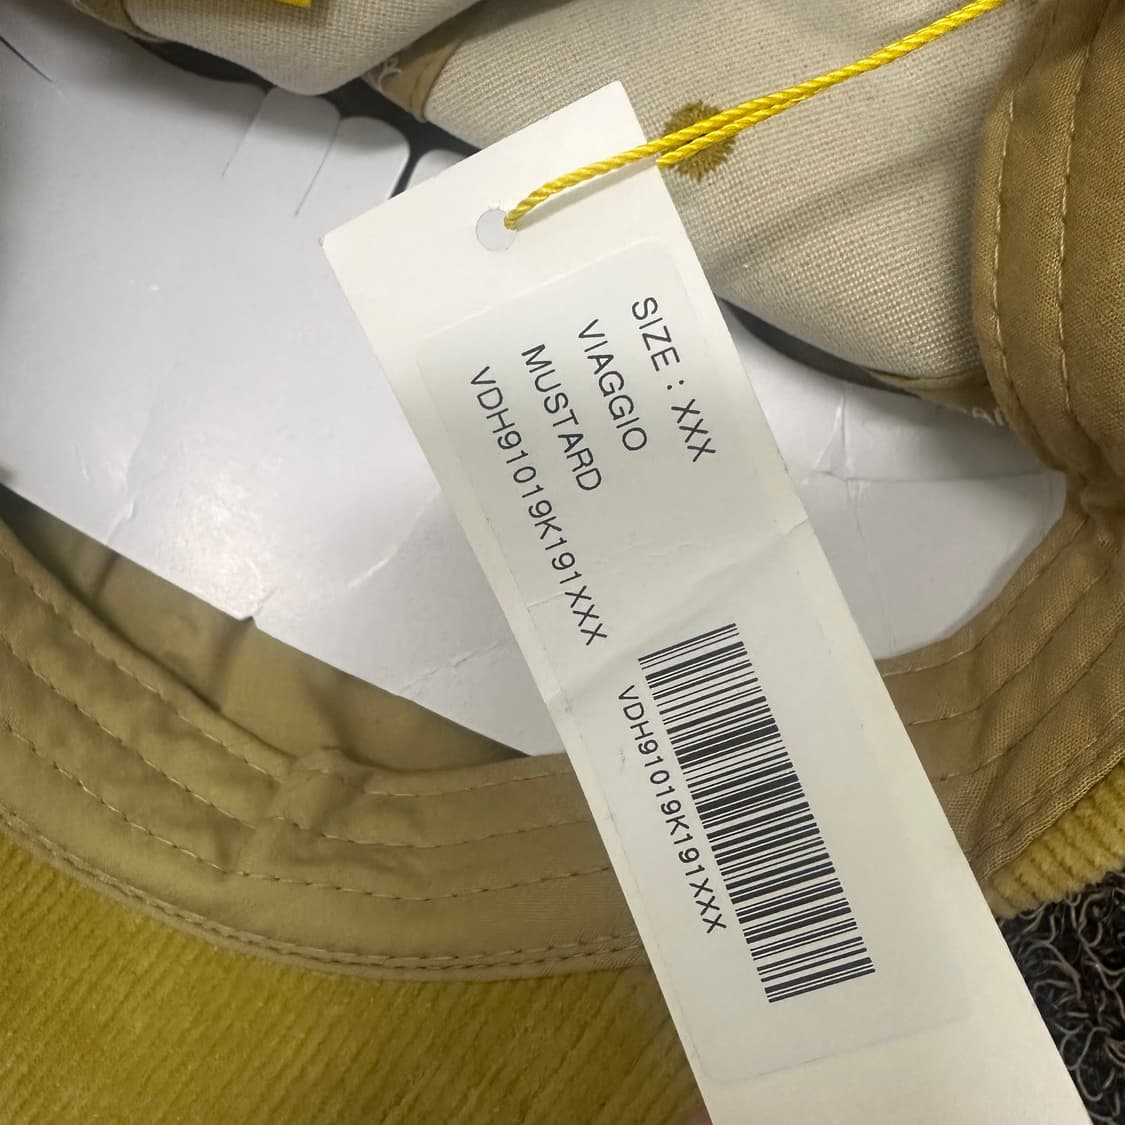 SIZE : XXX
VIAGGIO
MUSTARD
VDH91019K191XXX
VDH91019K191XXX